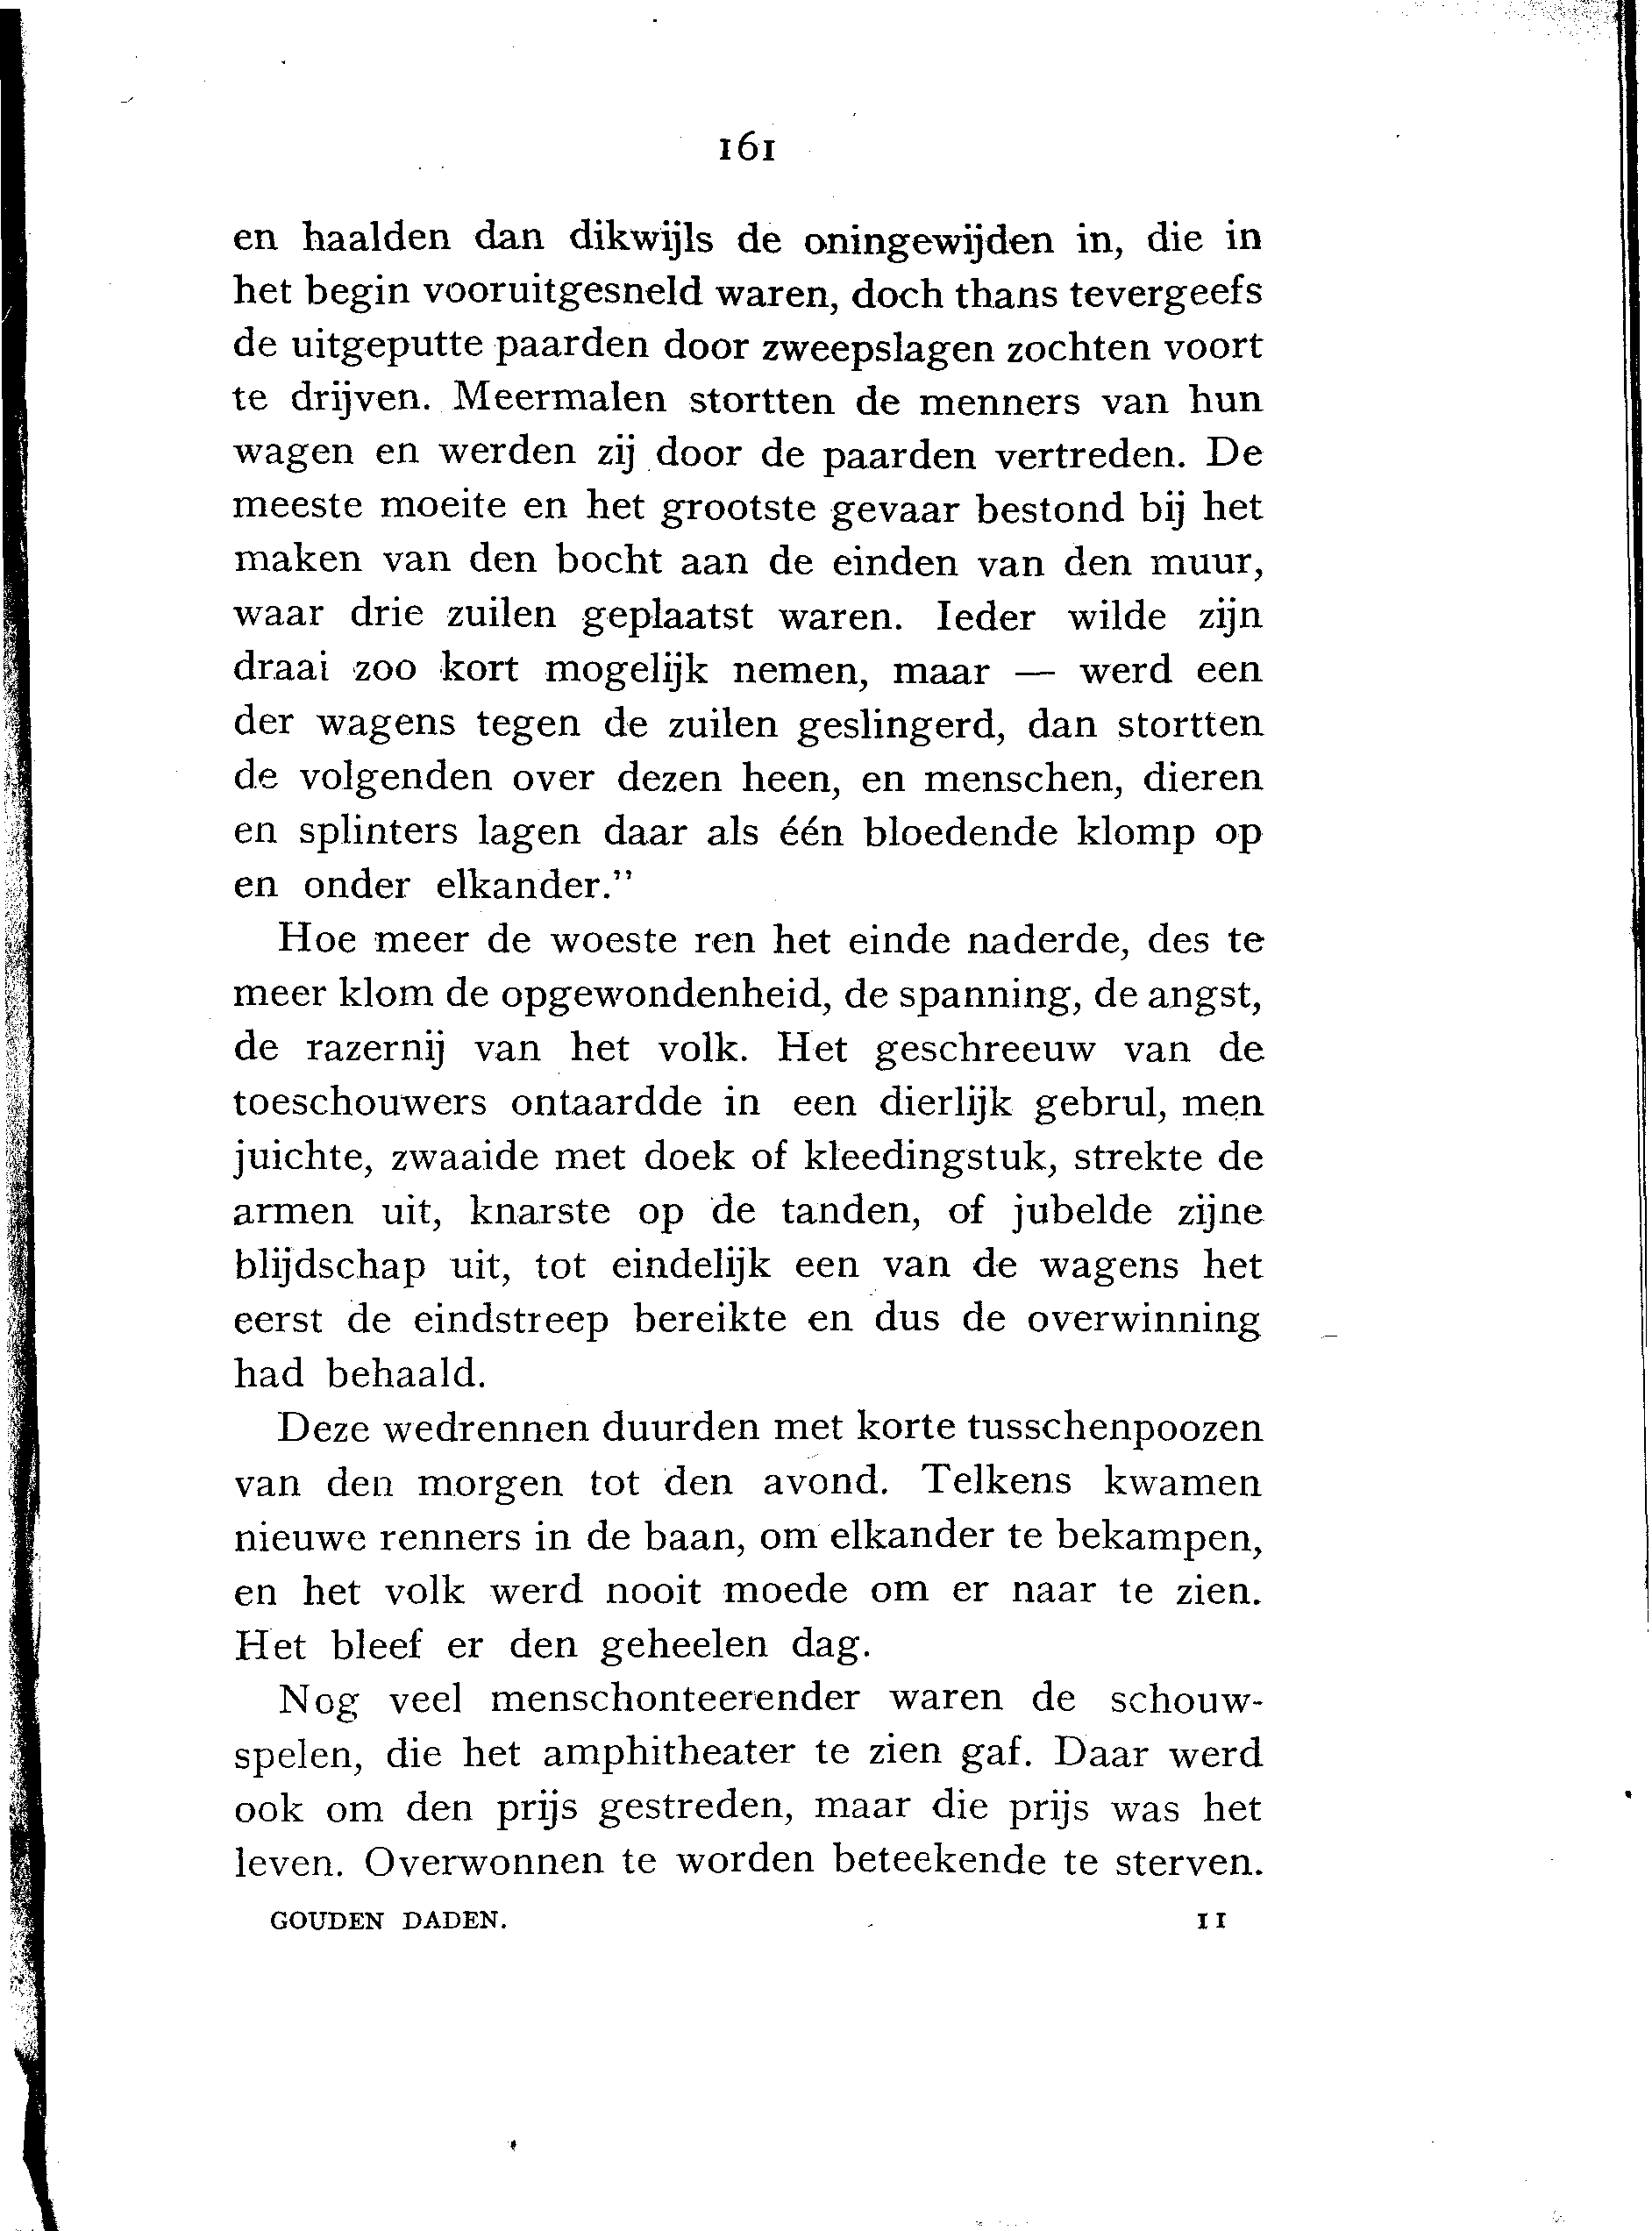 161
en haalden dan dikwijls de oningewijden in, die in
het begin vooruitgesneld waren, doch thans tevergeefs
de uitgeputte paarden door zweepslagen zochten voort
te drijven. Meermalen stortten de menners van hun
wagen en werden zij door de paarden vertreden. De
meeste moeite en het grootste gevaar bestond bij het
maken van den bocht aan de einden van den muur,
waar drie zuilen geplaatst waren. Ieder wilde zijn
draai zoo kort mogelijk nemen, maar — werd een
der wagens tegen de zuilen geslingerd, dan stortten
de volgenden over dezen heen, en menschen, dieren
en splinters lagen daar als één bloedende klomp op
en onder elkander.”
Hoe meer de woeste ren het einde naderde, des te
meer klom de opgewondenheid, de spanning, de angst,
de razernij van het volk. Het geschreeuw van de
toeschouwers ontaardde in een dierlijk gebrul, men
juichte, zwaaide met doek of kleedingstuk, strekte de
armen uit, knarste op de tanden, of jubelde zijne
blijdschap uit, tot eindelijk een van de wagens het
eerst de eindstreep bereikte en dus de overwinning
had behaald.
Deze wedrennen duurden met korte tusschenpoozen
van den morgen tot den avond. Telkens kwamen
nieuwe renners in de baan, om elkander te bekampen,
en het volk werd nooit moede om er naar te zien.
Het bleef er den geheelen dag.
Nog veel menschonteerender waren de schouw-
spelen, die het amphitheater te zien gaf. Daar werd
ook om den prijs gestreden, maar die prijs was het
leven. Overwonnen te worden beteekende te sterven.
GOUDEN DADEN. 11